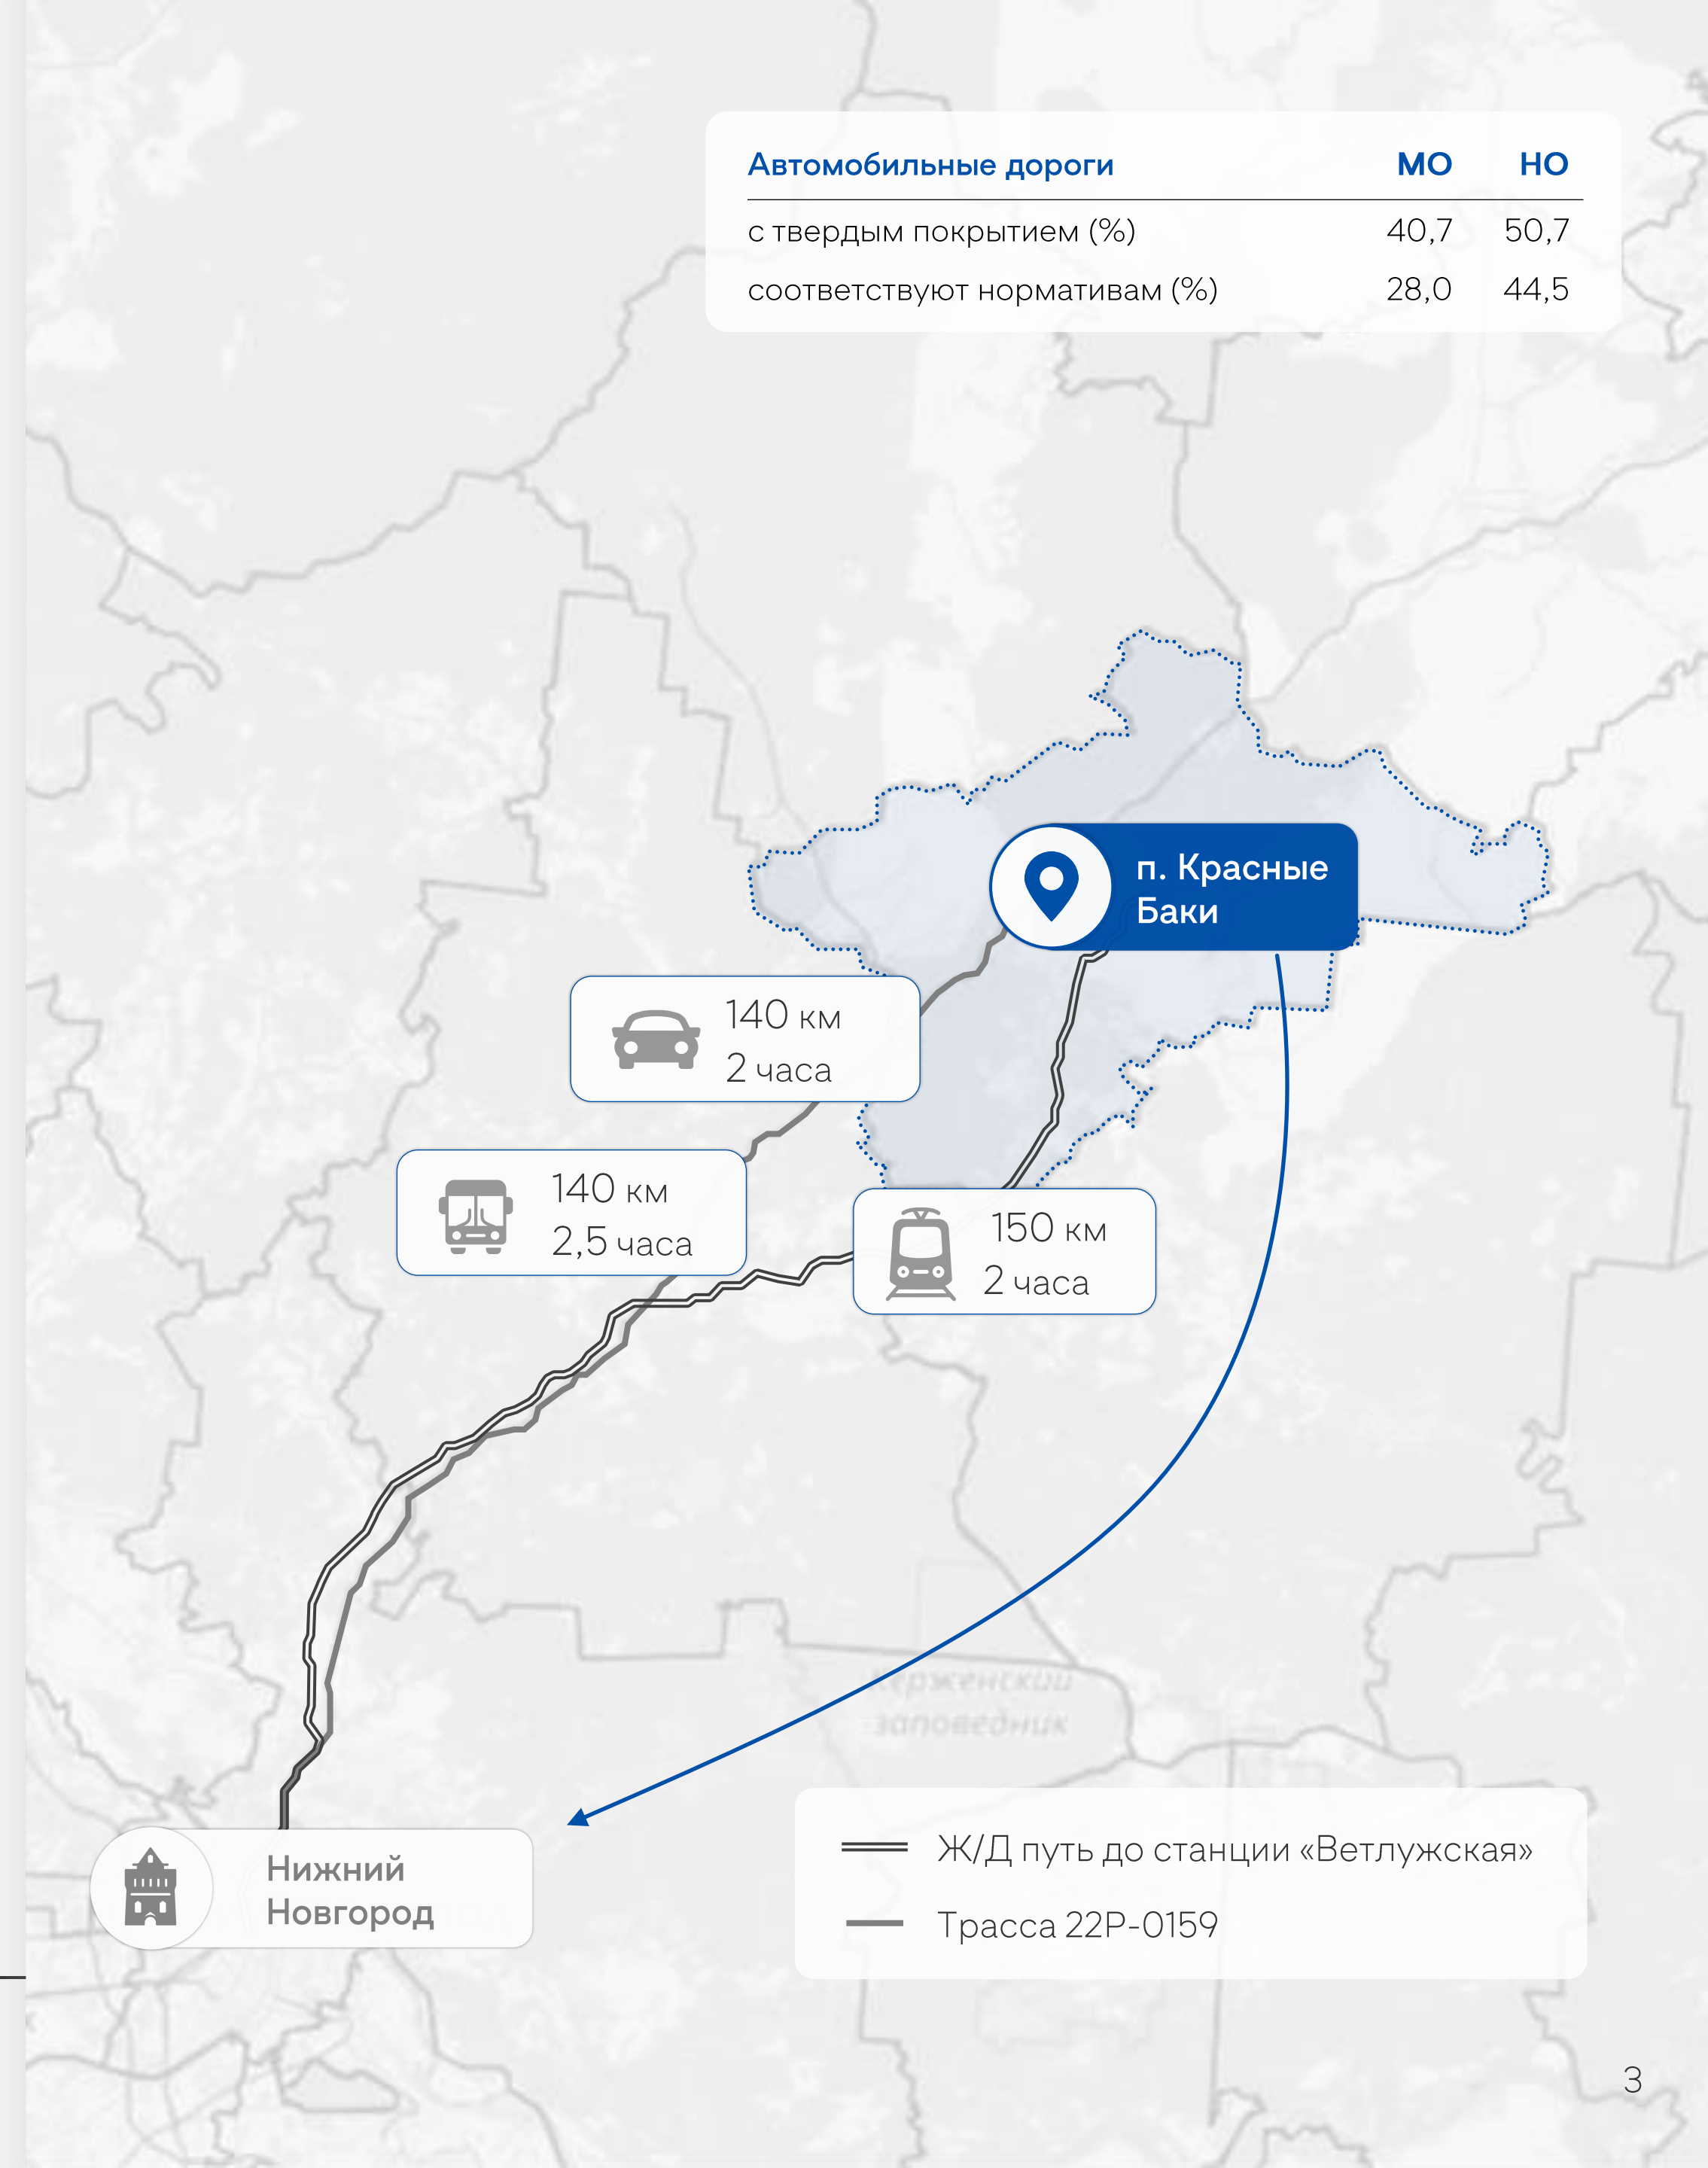 Автомобильные дороги МО НО
с твердым покрытием (%) 40,7 50,7
соответствуют нормативам (%) 28,0 44,5
п. Красные
Баки
140 км
2 часа
140 км
2,5 часа
150 км
2 часа
Керженский
заповедник
Ж/Д путь до станции «Ветлужская»
Трасса 22Р-0159
Нижний
Новгород
3